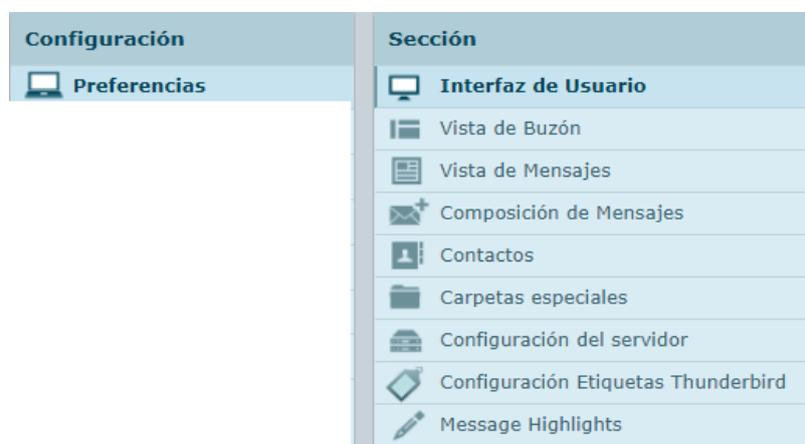 Configuración
Preferencias
Sección
Interfaz de Usuario
Vista de Buzón
Vista de Mensajes
Composición de Mensajes
Contactos
Carpetas especiales
Configuración del servidor
Configuración Etiquetas Thunderbird
Message Highlights